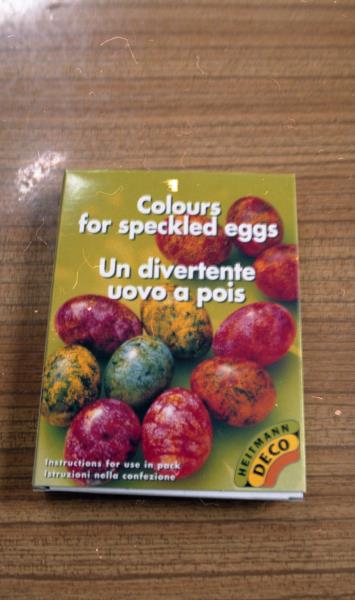 Colours
for speckled eggs
Un divertente
uovo a pois
Instructions for use in pack
Istruzioni nella confezione
HEITMANN
DECO